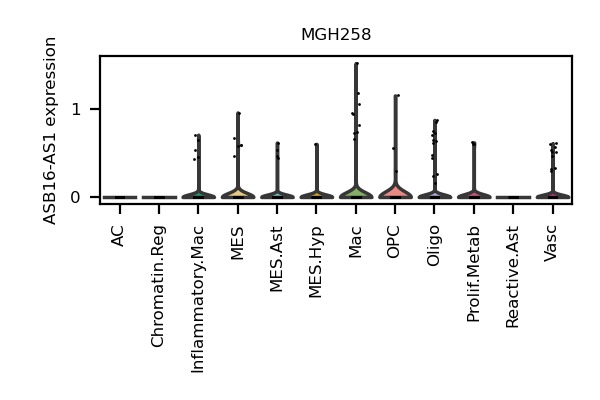 MGH258
ASB16-AS1 expression
1
0
AC
Chromatin.Reg
Inflammatory.Mac
MES
MES.Ast
MES.Hyp
Mac
OPC
Oligo
Prolif.Metab
Reactive.Ast
Vasc